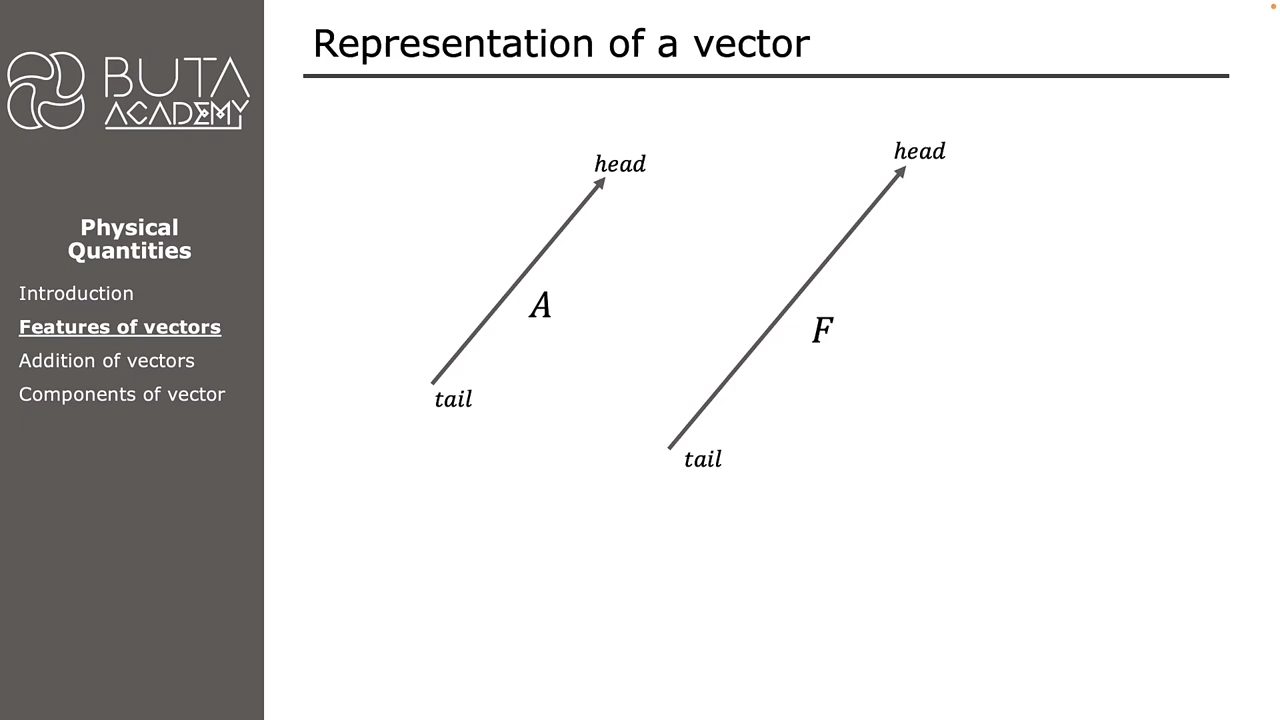 BUTA
ACADEMY
Physical
Quantities
Introduction
Features of vectors
Addition of vectors
Components of vector
Representation of a vector
head
head
A
F
tail
tail